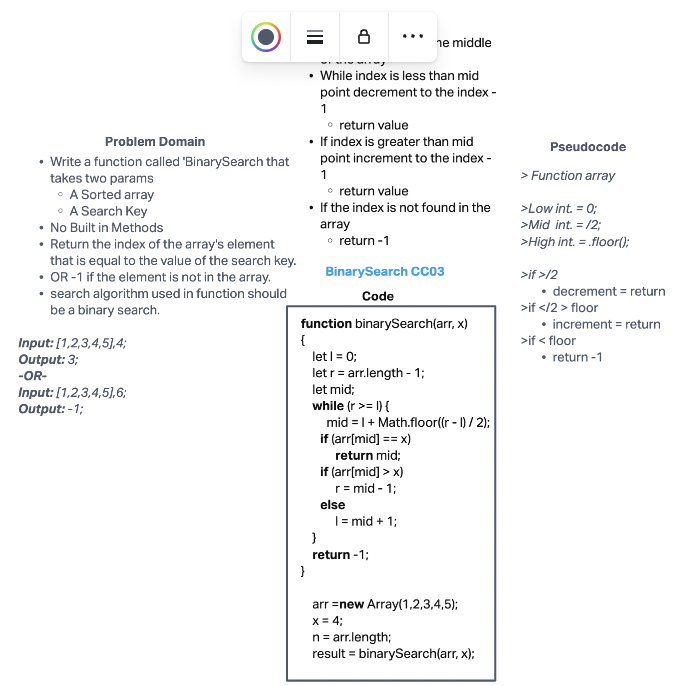 he middle
of the array
• While index is less than mid
point decrement to the index -
1
◦ return value
• If index is greater than mid
point increment to the index -
1
◦ return value
• If the index is not found in the
array
◦ return -1
Problem Domain
• Write a function called 'BinarySearch that
takes two params
◦ A Sorted array
◦ A Search Key
• No Built in Methods
• Return the index of the array's element
that is equal to the value of the search key.
• OR -1 if the element is not in the array.
• search algorithm used in function should
be a binary search.
Input: [1,2,3,4,5],4;
Output: 3;
-OR-
Input: [1,2,3,4,5],6;
Output: -1;
BinarySearch CC03
Code
function binarySearch(arr, x)
{
let l = 0;
let r = arr.length - 1;
let mid;
while (r >= l) {
mid = l + Math.floor((r - l) / 2);
if (arr[mid] == x)
return mid;
if (arr[mid] > x)
r = mid - 1;
else
l = mid + 1;
}
return -1;
}
arr =new Array(1,2,3,4,5);
x = 4;
n = arr.length;
result = binarySearch(arr, x);
Pseudocode
> Function array
>Low int. = 0;
>Mid int. = /2;
>High int. = .floor();
>if >/2
• decrement = return
>if </2 > floor
• increment = return
>if < floor
• return -1